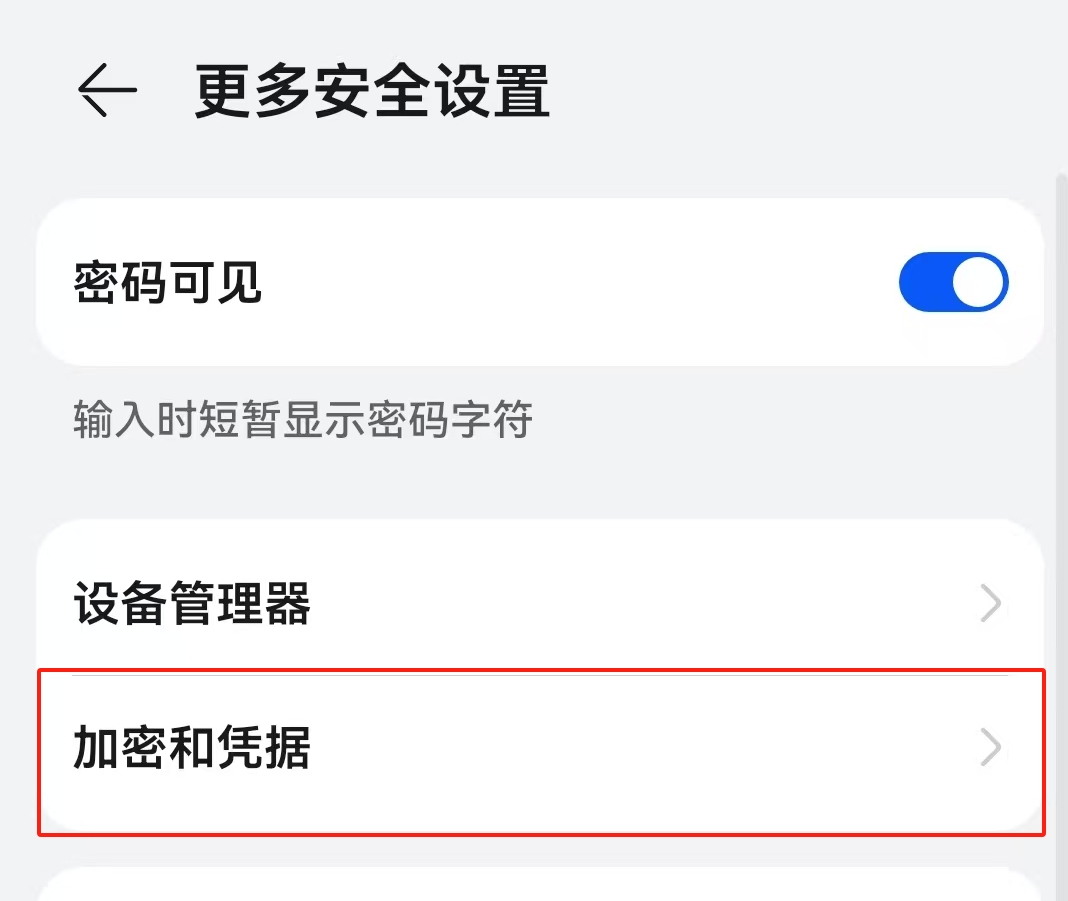 更多安全设置
密码可见
输入时短暂显示密码字符
设备管理器
加密和凭据